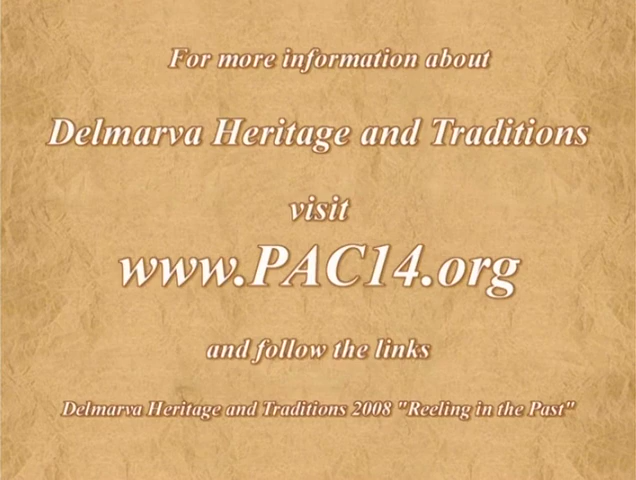 For more information about
Delmarva Heritage and Traditions
visit
www.PAC14.org
and follow the links
Delmarva Heritage and Traditions 2008 "Reeling in the Past"